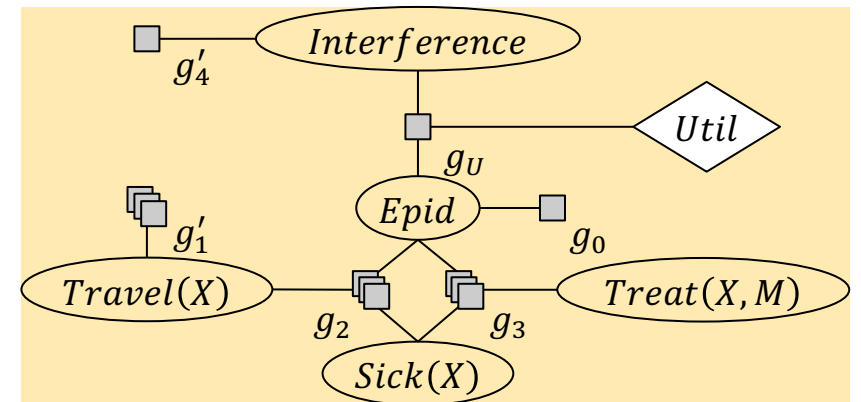 Interference
g′₄
Util
g_U
Epid
g′₁
g₀
Travel(X)
Treat(X, M)
g₂
g₃
Sick(X)